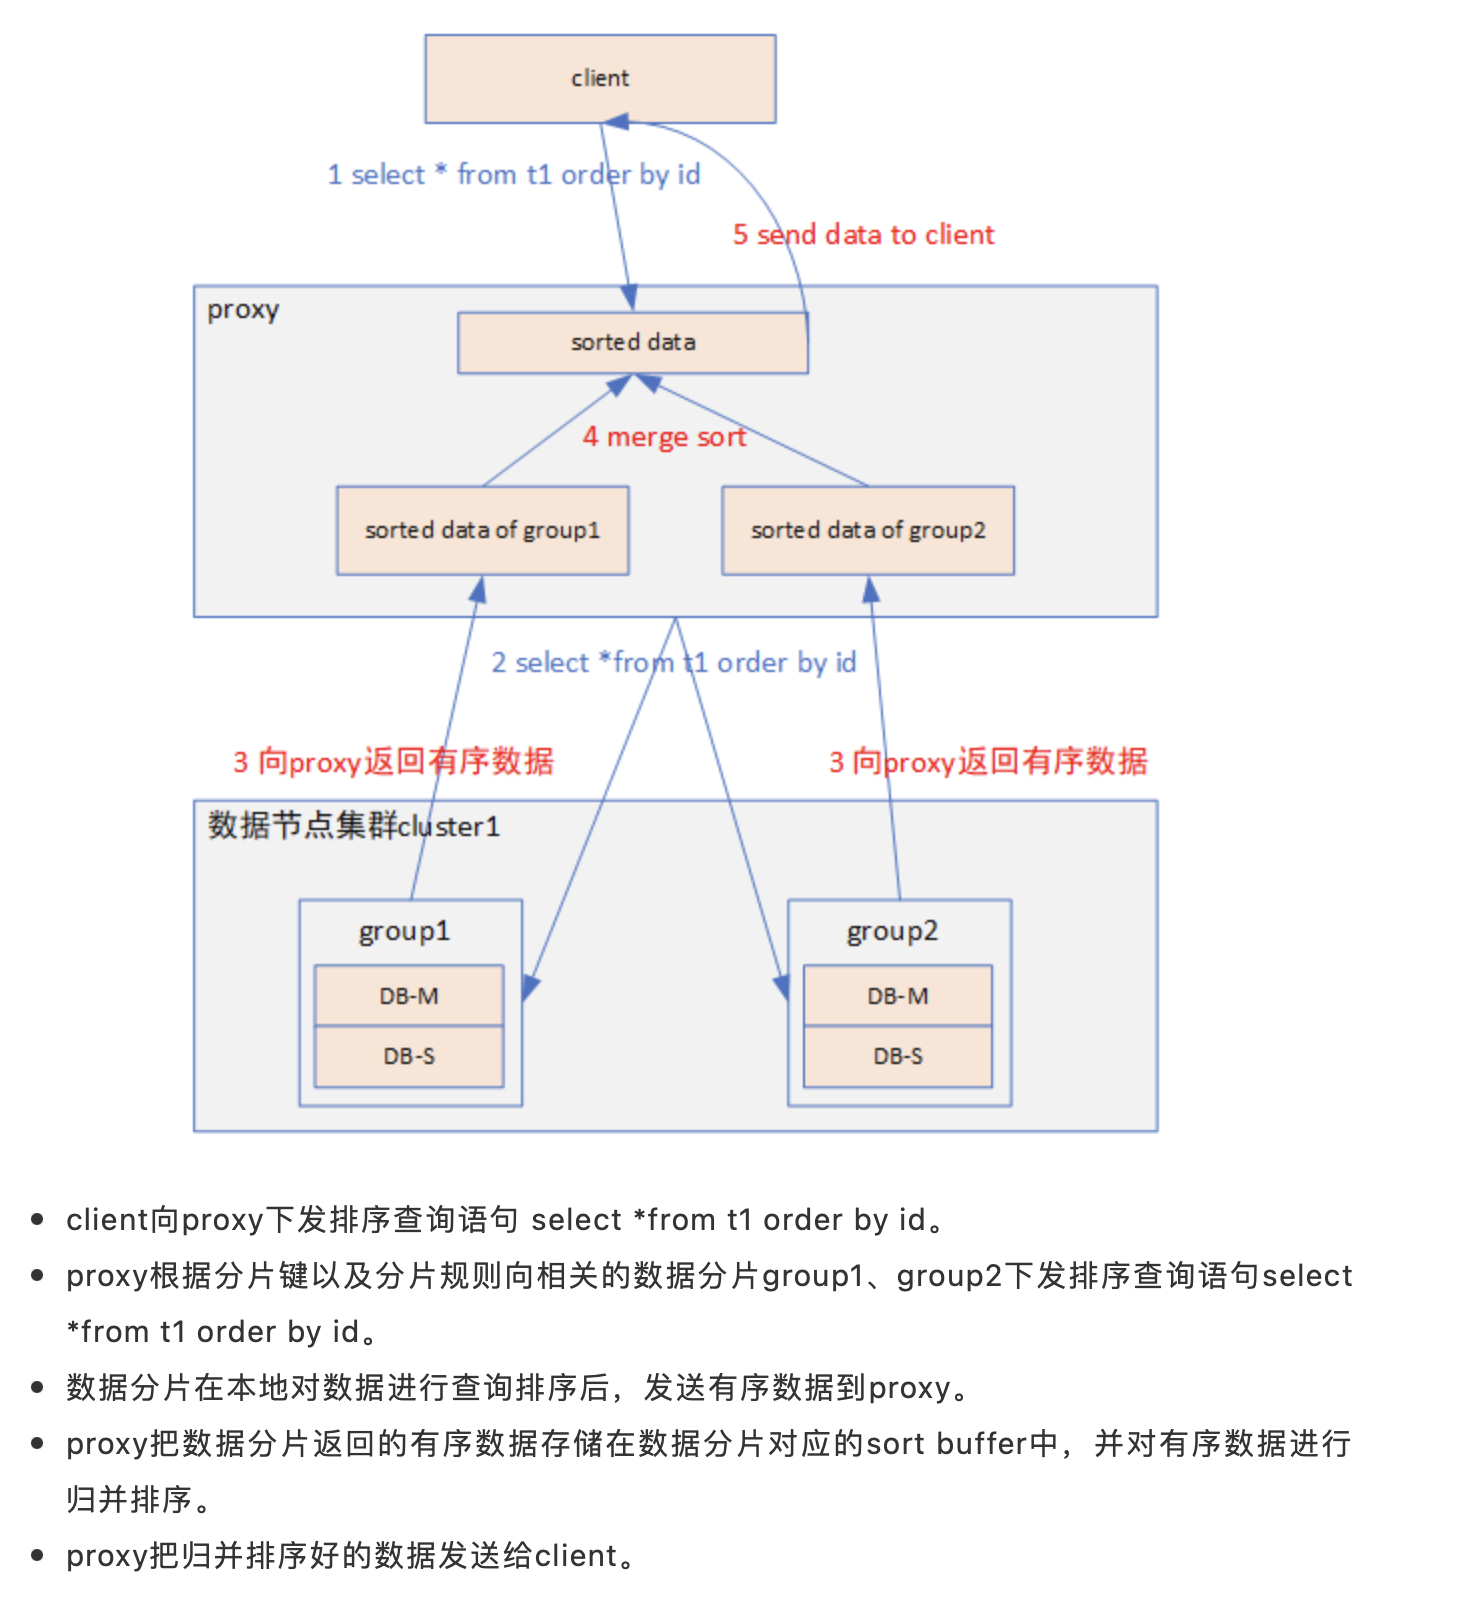 client
1 select * from t1 order by id
5 send data to client
proxy
sorted data
4 merge sort
sorted data of group1
sorted data of group2
2 select *from t1 order by id
3 向proxy返回有序数据
3 向proxy返回有序数据
数据节点集群cluster1
group1
group2
DB-M
DB-M
DB-S
DB-S
• client向proxy下发排序查询语句 select *from t1 order by id。
• proxy根据分片键以及分片规则向相关的数据分片group1、group2下发排序查询语句select
*from t1 order by id。
• 数据分片在本地对数据进行查询排序后，发送有序数据到proxy。
• proxy把数据分片返回的有序数据存储在数据分片对应的sort buffer中，并对有序数据进行
归并排序。
• proxy把归并排序好的数据发送给client。